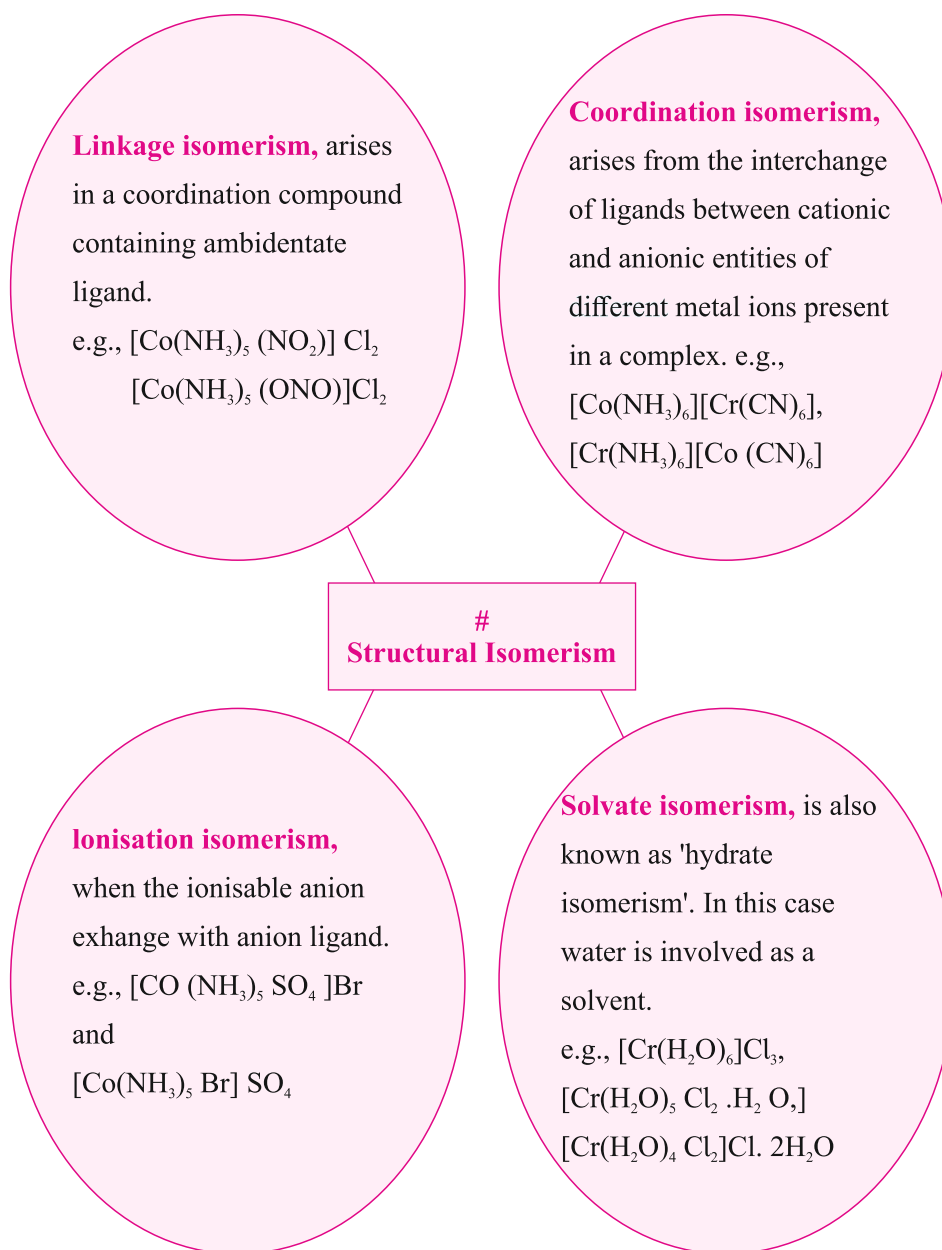 Linkage isomerism, arises
in a coordination compound
containing ambidentate
ligand.
e.g., [Co(NH₃)₅ (NO₂)] Cl₂
[Co(NH₃)₅ (ONO)]Cl₂
Coordination isomerism,
arises from the interchange
of ligands between cationic
and anionic entities of
different metal ions present
in a complex. e.g.,
[Co(NH₃)₆][Cr(CN)₆],
[Cr(NH₃)₆][Co (CN)₆]
#
Structural Isomerism
lonisation isomerism,
when the ionisable anion
exhange with anion ligand.
e.g., [CO (NH₃)₅ SO₄ ]Br
and
[Co(NH₃)₅ Br] SO₄
Solvate isomerism, is also
known as 'hydrate
isomerism'. In this case
water is involved as a
solvent.
e.g., [Cr(H₂O)₆]Cl₃,
[Cr(H₂O)₅ Cl₂ .H₂ O,]
[Cr(H₂O)₄ Cl₂]Cl. 2H₂O